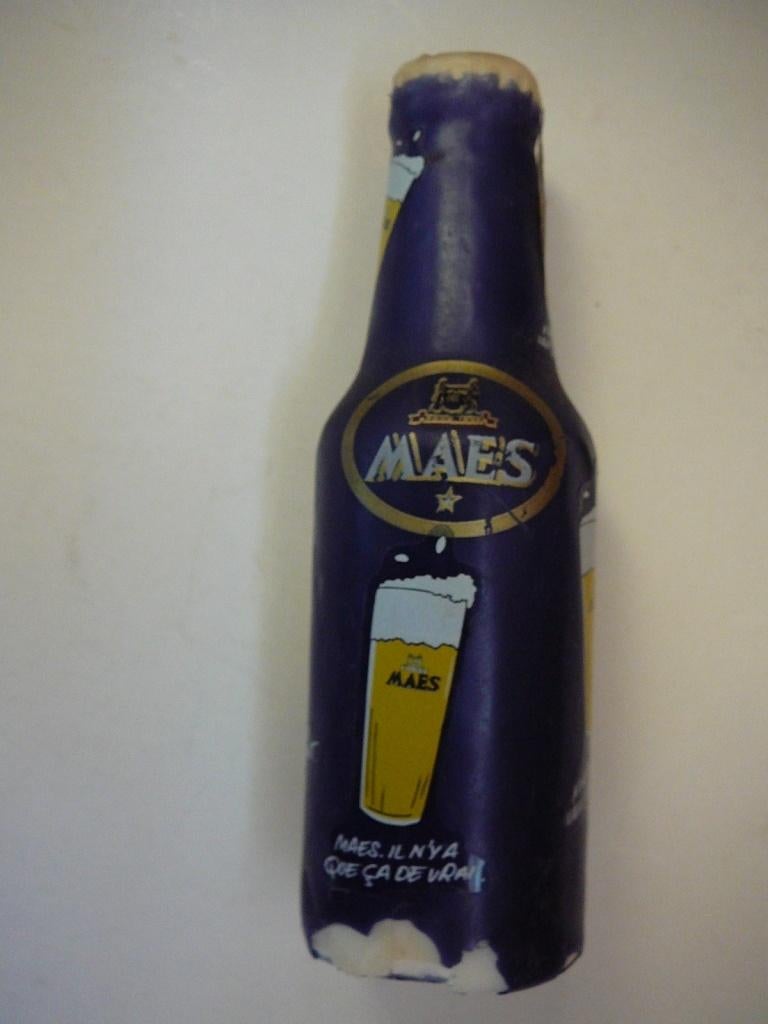 MAES
MAES
MAES. IL N'Y A
QUE ÇA DE VRAI